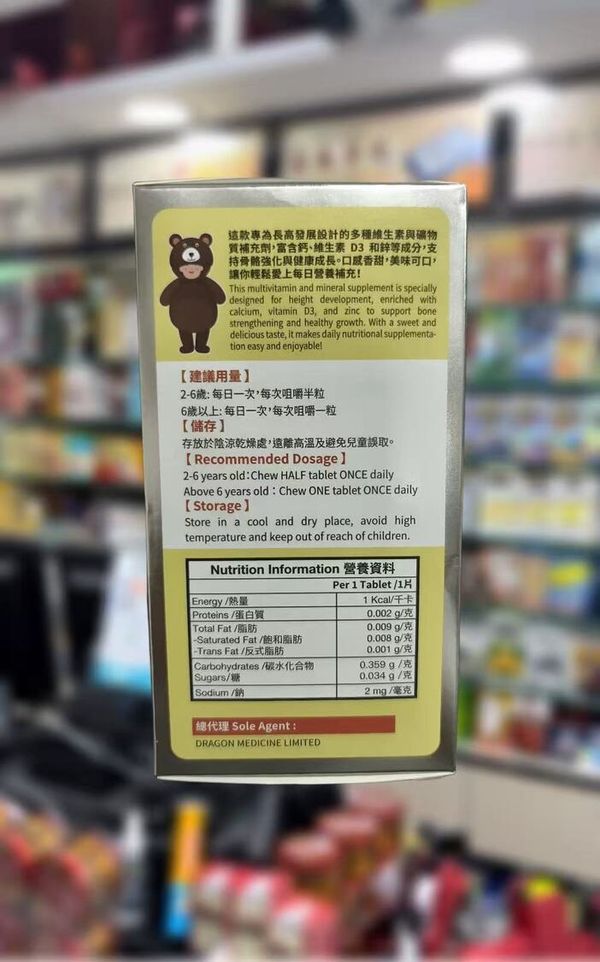 這款專為長高發展設計的多種維生素與礦物
質補充劑,富含鈣、維生素 D3 和鋅等成分,支
持骨骼強化與健康成長。口感香甜,美味可口,
讓你輕鬆愛上每日營養補充!
This multivitamin and mineral supplement is specially
designed for height development, enriched with
calcium, vitamin D3, and zinc to support bone
strengthening and healthy growth. With a sweet and
delicious taste, it makes daily nutritional supplementa-
tion easy and enjoyable!
【建議用量】
2-6歲: 每日一次,每次咀嚼半粒
6歲以上: 每日一次,每次咀嚼一粒
【儲存】
存放於陰涼乾燥處,遠離高溫及避免兒童誤取。
【Recommended Dosage】
2-6 years old:Chew HALF tablet ONCE daily
Above 6 years old:Chew ONE tablet ONCE daily
【Storage】
Store in a cool and dry place, avoid high
temperature and keep out of reach of children.
Nutrition Information 營養資料
Per 1 Tablet /1片
Energy /熱量 1 Kcal/千卡
Proteins /蛋白質 0.002 g/克
Total Fat /脂肪 0.009 g/克
-Saturated Fat /飽和脂肪 0.008 g/克
-Trans Fat /反式脂肪 0.001 g/克
Carbohydrates /碳水化合物 0.359 g /克
Sugars/糖 0.034 g /克
Sodium /鈉 2 mg /毫克
總代理 Sole Agent :
DRAGON MEDICINE LIMITED